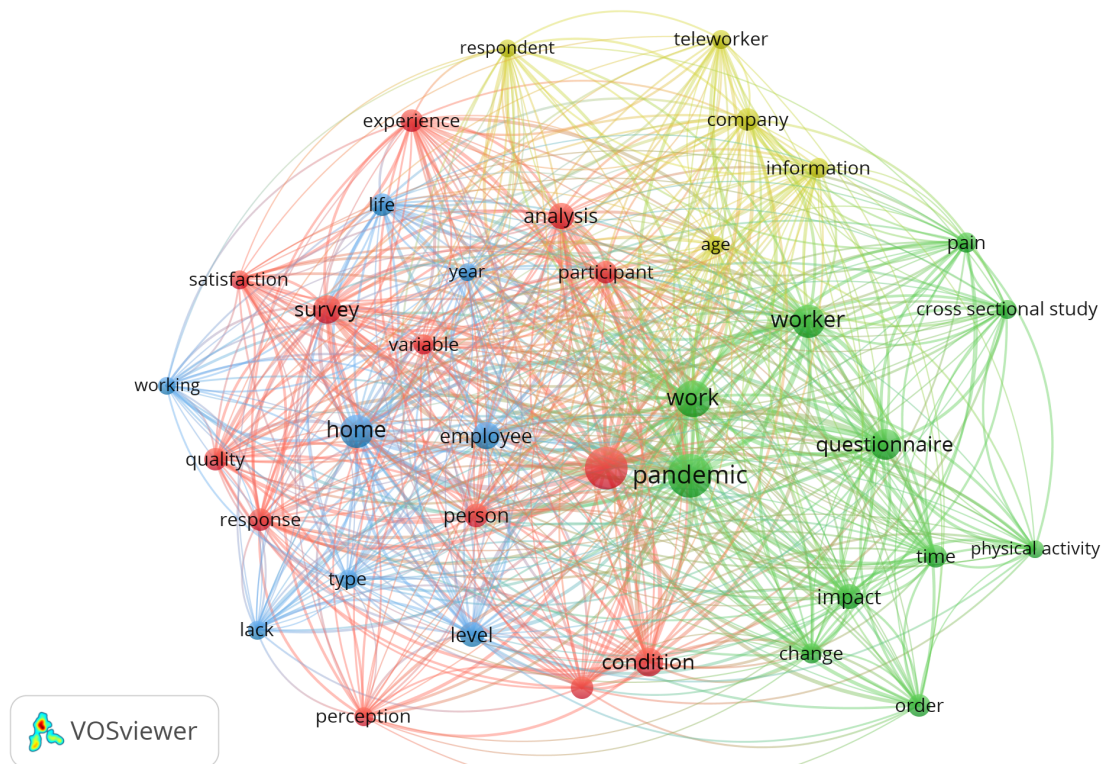 respondent
teleworker
experience
company
information
life
analysis
age
pain
year
participant
satisfaction
survey
worker
cross sectional study
variable
working
work
home
employee
questionnaire
quality
pandemic
person
response
time
physical activity
type
impact
lack
level
change
condition
perception
order
VOSviewer